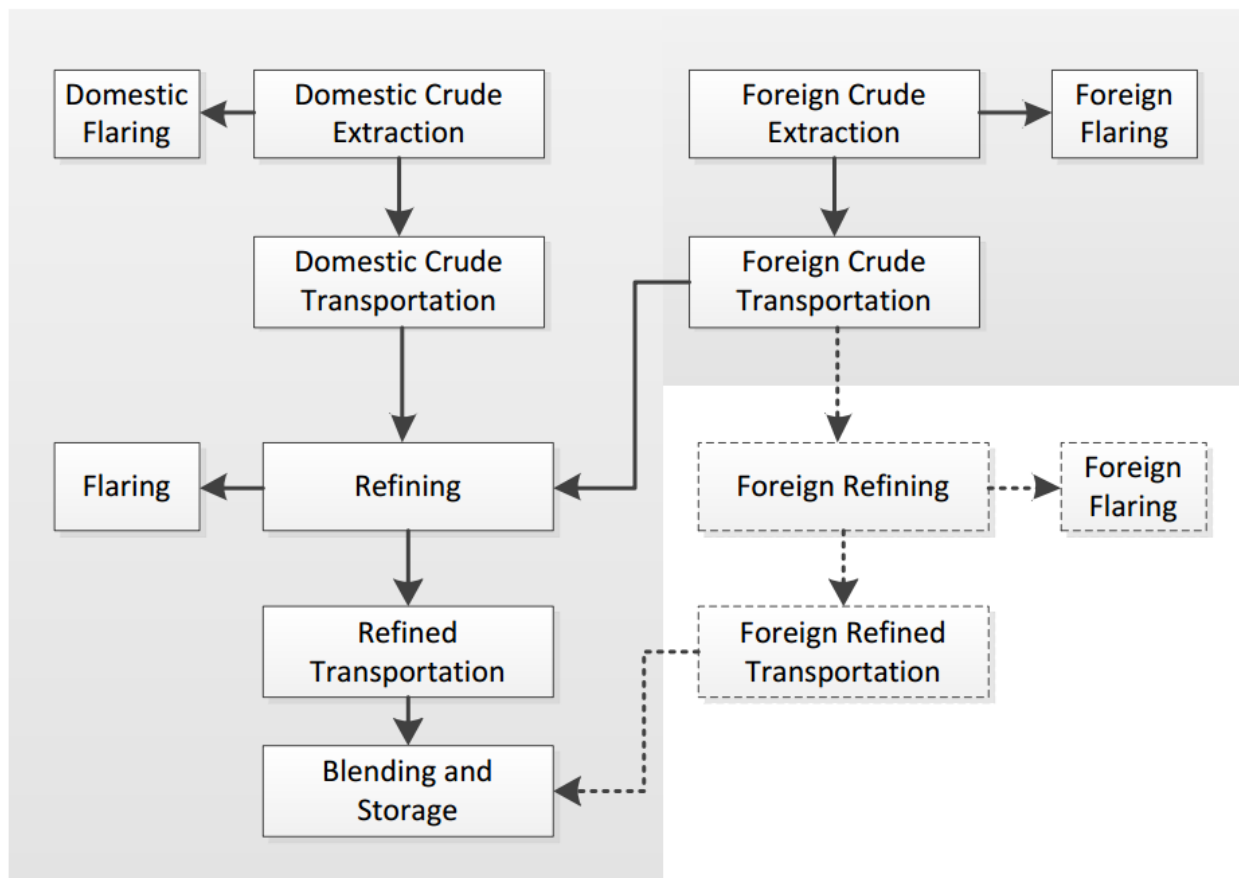 Domestic
Flaring
Domestic Crude
Extraction
Foreign Crude
Extraction
Foreign
Flaring
Domestic Crude
Transportation
Foreign Crude
Transportation
Flaring
Refining
Foreign Refining
Foreign
Flaring
Refined
Transportation
Foreign Refined
Transportation
Blending and
Storage